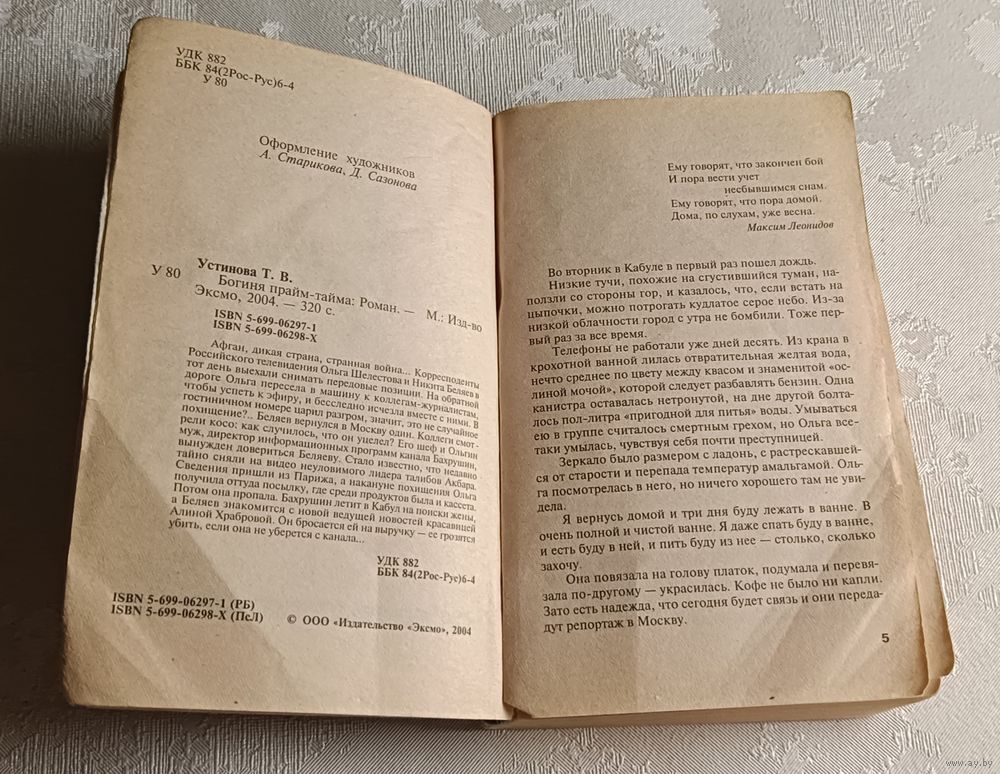 УДК 882
ББК 84(2Рос-Рус)6-4
У 80
Оформление художников
А. Старикова, Д. Сазонова
Устинова Т. В.
У 80 Богиня прайм-тайма: Роман. — М.: Изд-во
Эксмо, 2004. — 320 с.
ISBN 5-699-06297-1
ISBN 5-699-06298-X
Афган, дикая страна, странная война... Корреспонденты
Российского телевидения Ольга Шелестова и Никита Беляев в
тот день выехали снимать передовые позиции. На обратной
дороге Ольга пересела в машину к коллегам-журналистам,
чтобы успеть к эфиру, и бесследно исчезла вместе с ними. В
гостиничном номере царил разгром, значит, это не случайное
похищение?.. Беляев вернулся в Москву один. Коллеги смот-
рели косо: как случилось, что он уцелел? Его шеф и Ольгин
муж, директор информационных программ канала Бахрушин,
вынужден довериться Беляеву. Стало известно, что недавно
тайно сняли на видео неуловимого лидера талибов Акбара.
Сведения пришли из Парижа, а накануне похищения Ольга
получила оттуда посылку, где среди продуктов была и кассета.
Потом она пропала. Бахрушин летит в Кабул на поиски жены,
а Беляев знакомится с новой ведущей новостей красавицей
Алиной Храбровой. Он бросается ей на выручку — ее грозятся
убить, если она не уберется с канала...
УДК 882
ББК 84(2Рос-Рус)6-4
ISBN 5-699-06297-1 (РБ)
ISBN 5-699-06298-X (ПсЛ)
© ООО «Издательство «Эксмо», 2004
Ему говорят, что закончен бой
И пора вести учет
несбывшимся снам.
Ему говорят, что пора домой.
Дома, по слухам, уже весна.
Максим Леонидов
Во вторник в Кабуле в первый раз пошел дождь.
Низкие тучи, похожие на сгустившийся туман, на-
ползли со стороны гор, и казалось, что, если встать на
цыпочки, можно потрогать кудлатое серое небо. Из-за
низкой облачности город с утра не бомбили. Тоже пер-
вый раз за все время.
Телефоны не работали уже дней десять. Из крана в
крохотной ванной лилась отвратительная желтая вода,
нечто среднее по цвету между квасом и знаменитой «ос-
линой мочой», которой следует разбавлять бензин. Одна
канистра оставалась нетронутой, на дне другой болта-
лось пол-литра «пригодной для питья» воды. Умываться
ею в группе считалось смертным грехом, но Ольга все-
таки умылась, чувствуя себя почти преступницей.
Зеркало было размером с ладонь, с растрескавшей-
ся от старости и перепада температур амальгамой. Оль-
га посмотрелась в него, но ничего хорошего там не уви-
дела.
Я вернусь домой и три дня буду лежать в ванне. В
очень полной и чистой ванне. Я даже спать буду в ванне,
и есть буду в ней, и пить буду из нее — столько, сколько
захочу.
Она повязала на голову платок, подумала и перевя-
зала по-другому — украсилась. Кофе не было ни капли.
Зато есть надежда, что сегодня будет связь и они переда-
дут репортаж в Москву.
5
www.ay.by